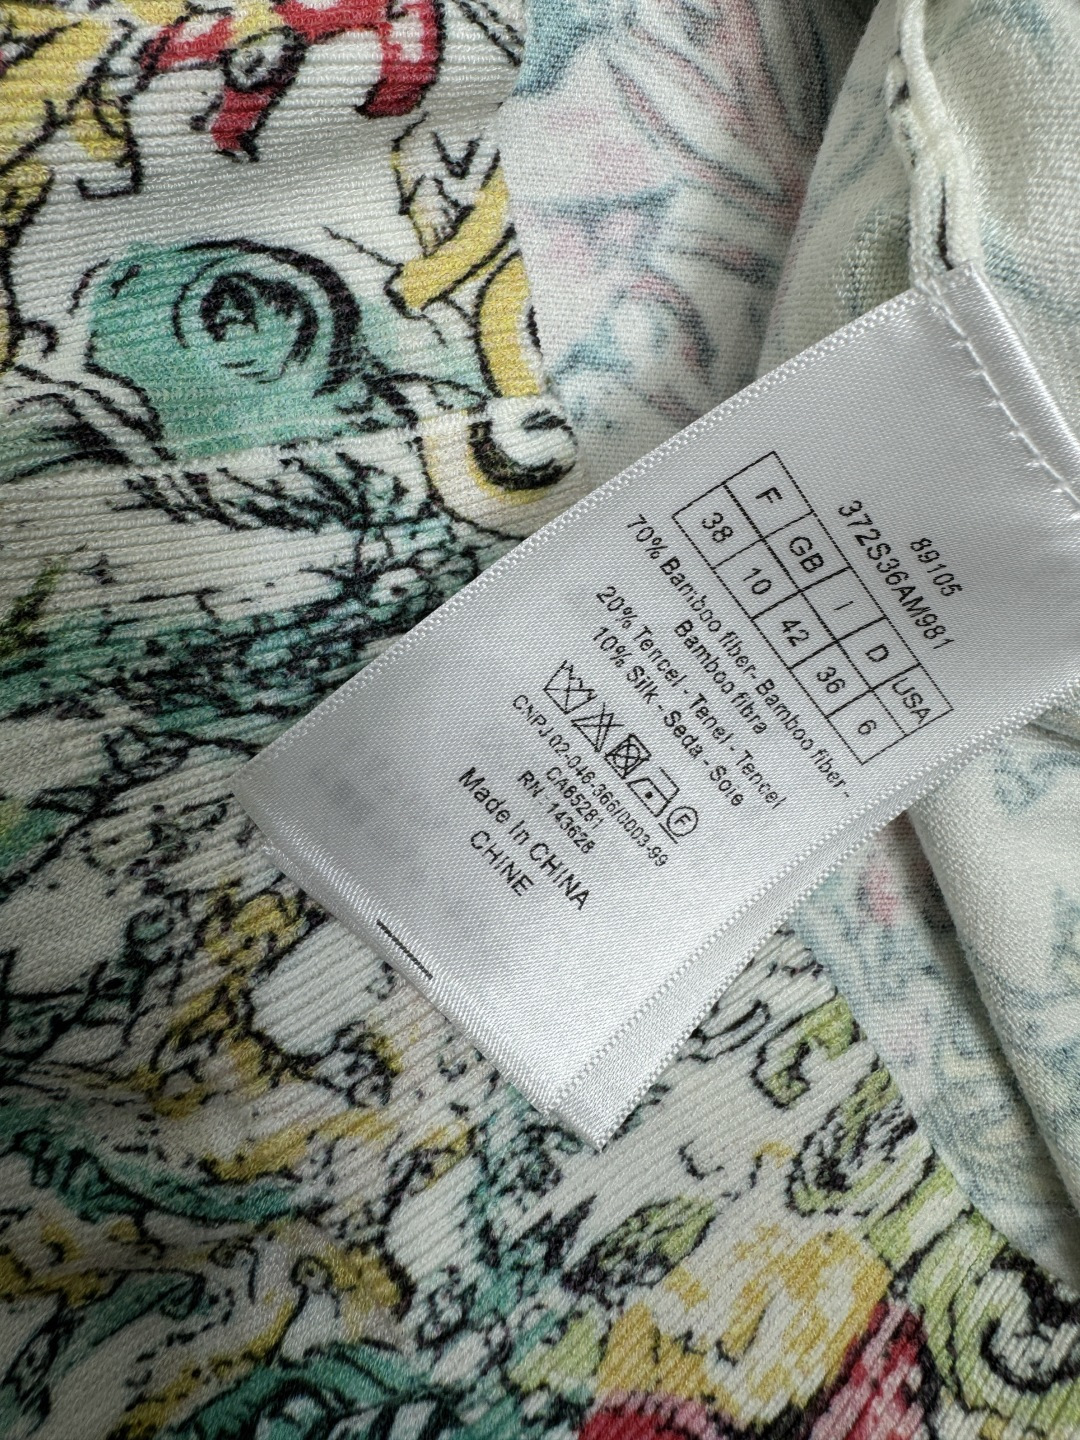 89105
372S36AM981
F GB I D USA
38 10 42 36 6
70% Bamboo fiber- Bamboo fiber -
Bamboo fibra
20% Tencel - Tenel - Tencel
10% Silk - Seda - Soie
F
CNPJ 02-046-366/0003-99
CA65281
RN - 143628
Made In CHINA
CHINE